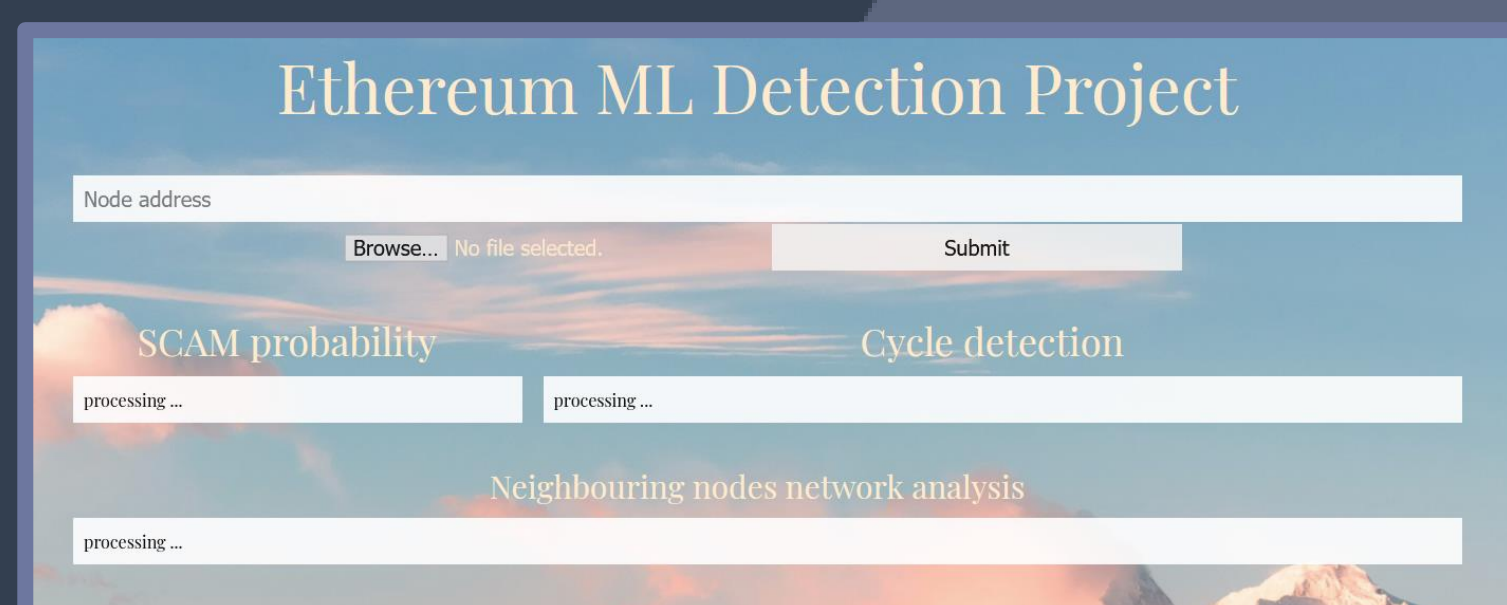 Ethereum ML Detection Project
Node address
Browse... No file selected. Submit
SCAM probability Cycle detection
processing ... processing ...
Neighbouring nodes network analysis
processing ...